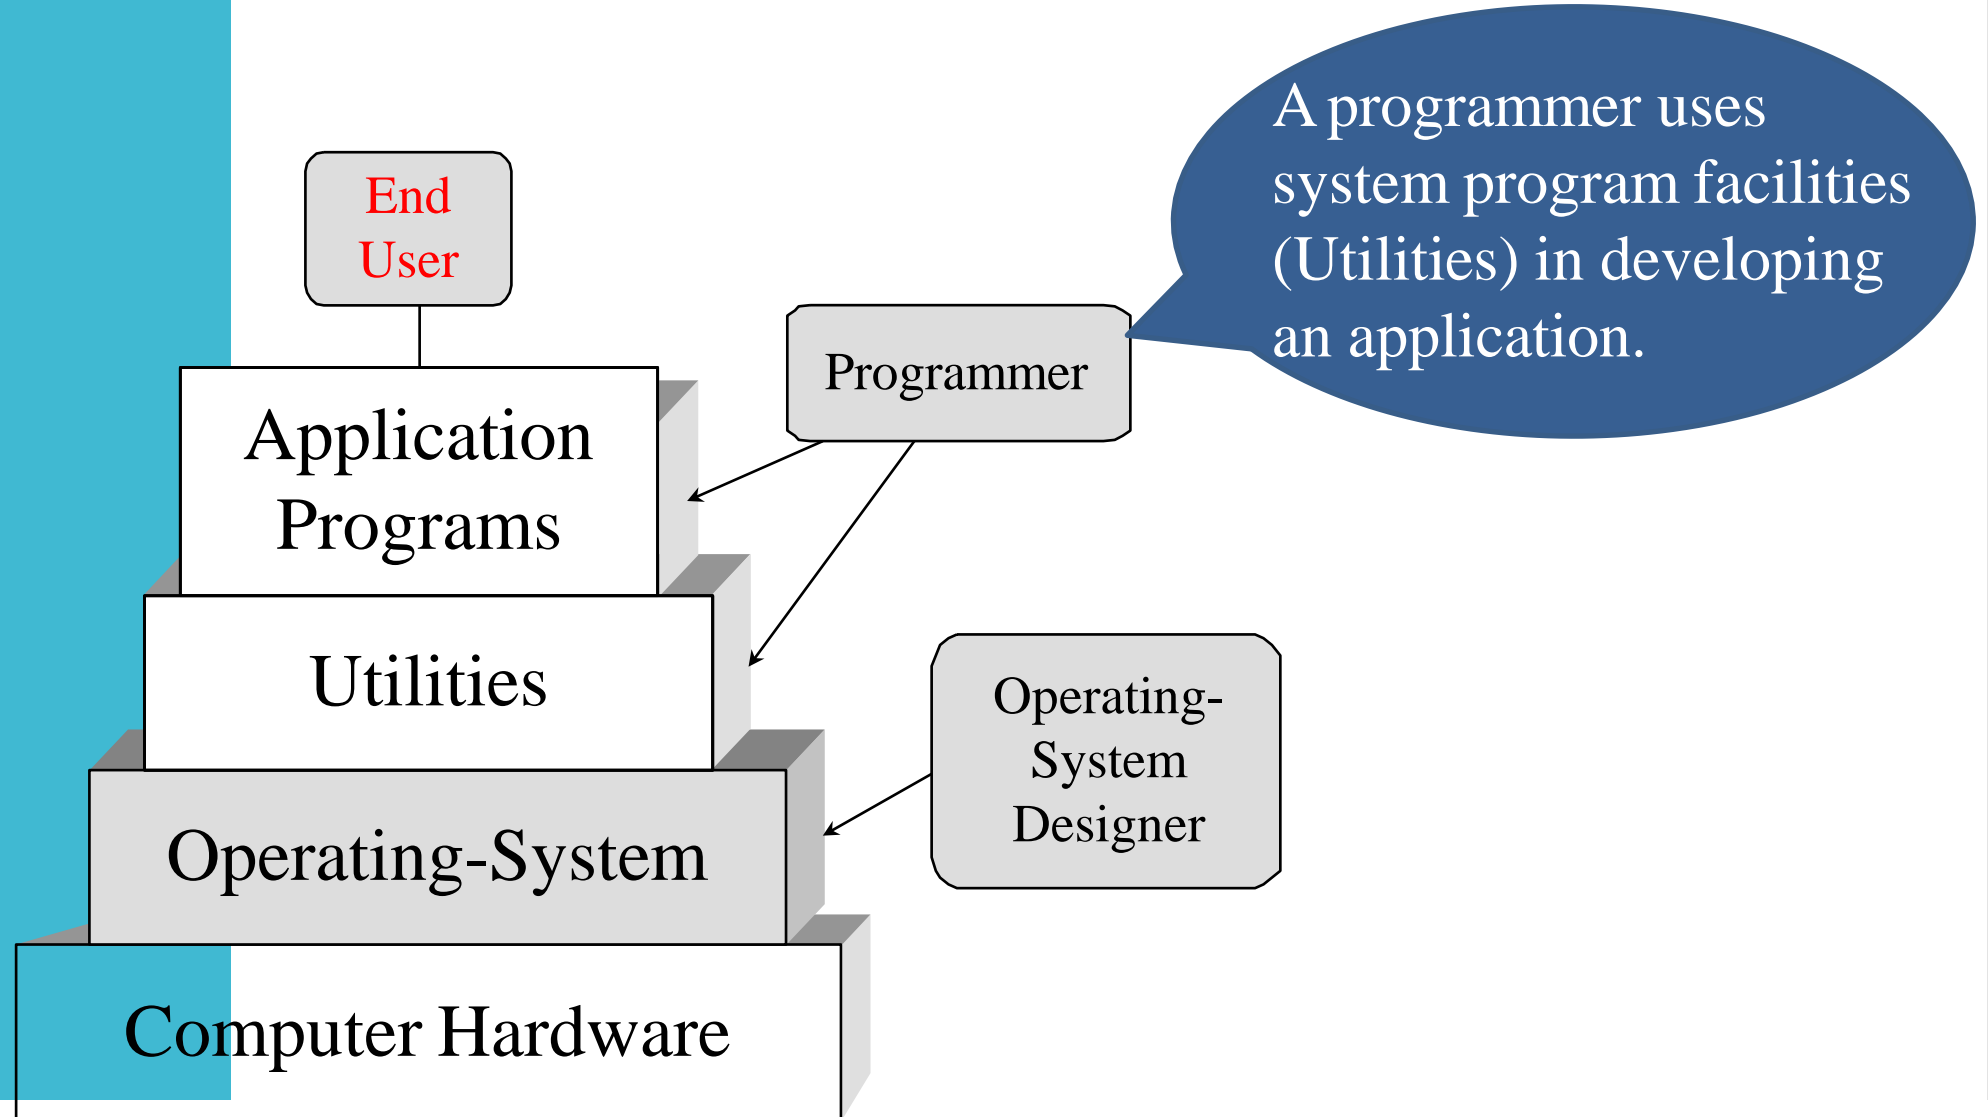 A programmer uses
system program facilities
(Utilities) in developing
an application.
End
User
Programmer
Application
Programs
Utilities
Operating-
System
Designer
Operating-System
Computer Hardware